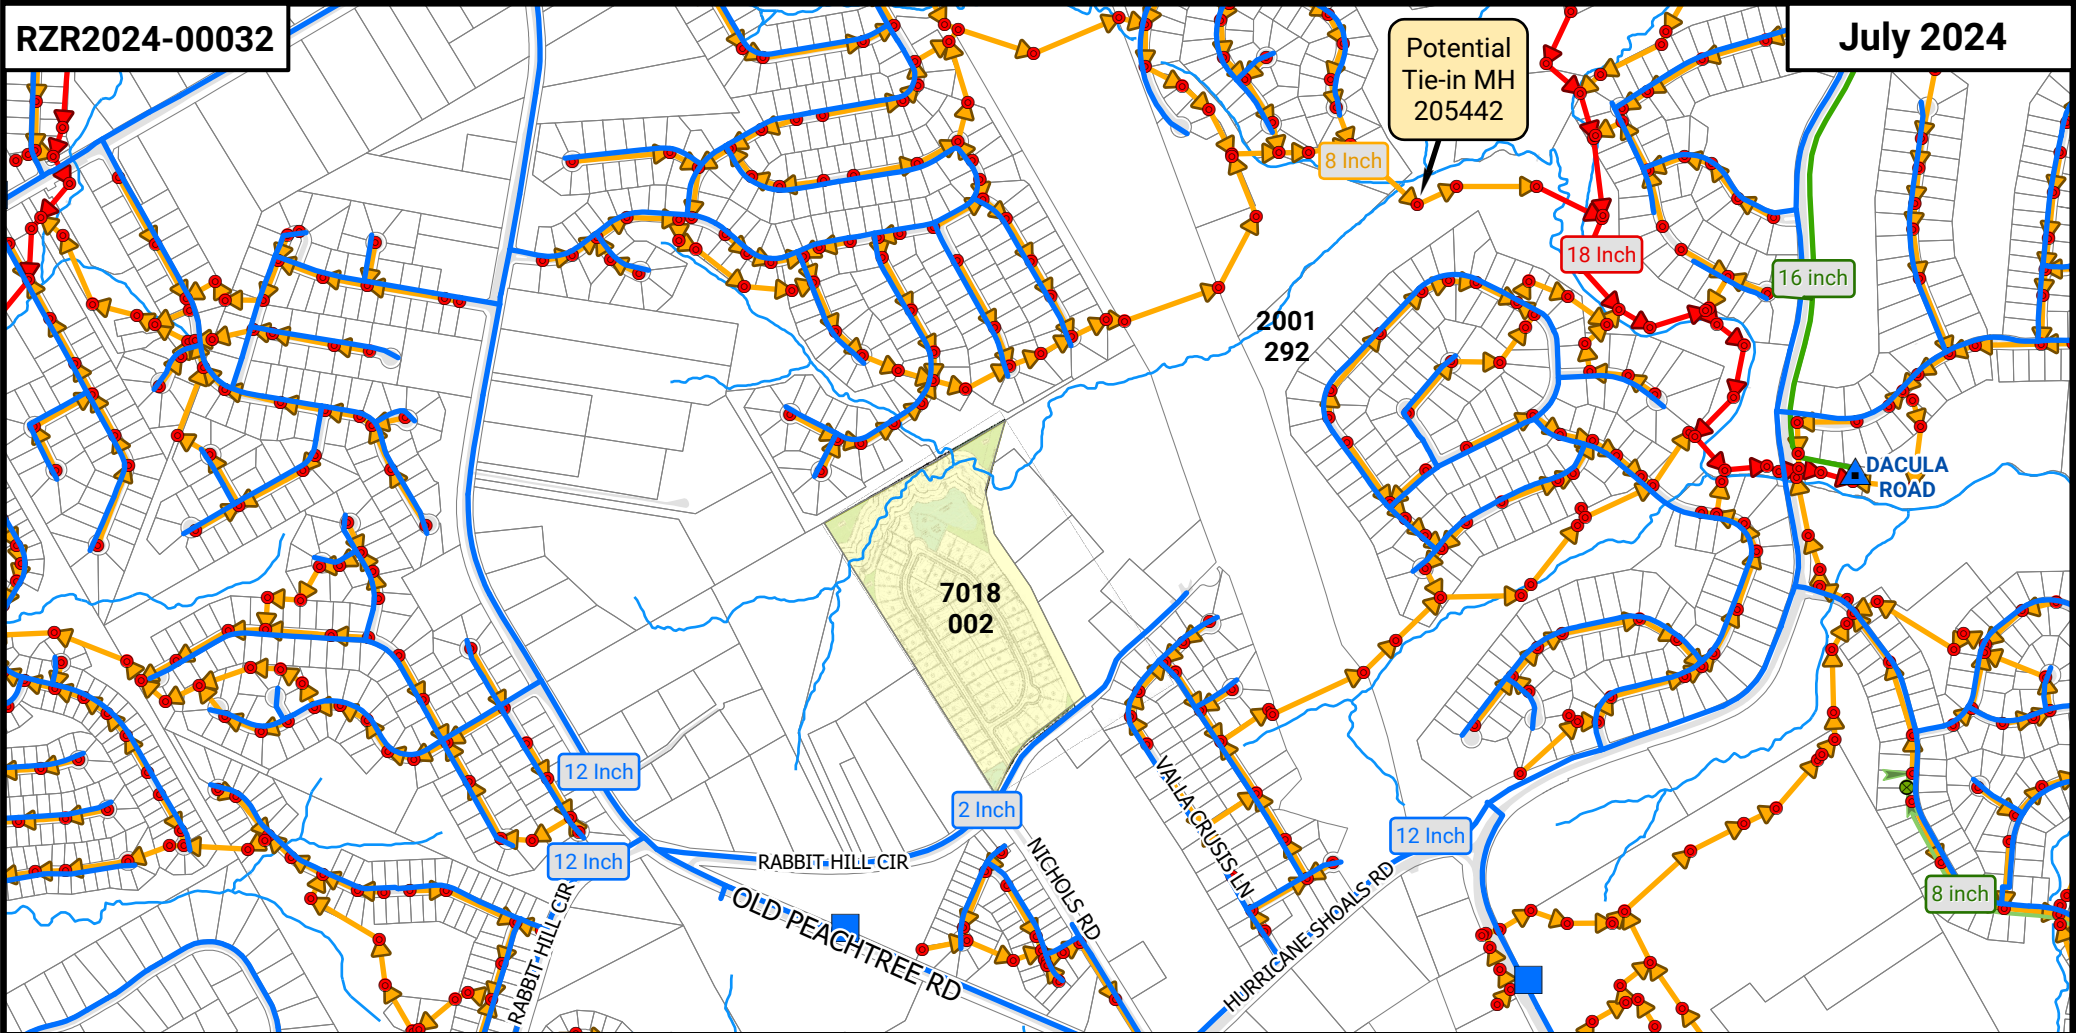 RZR2024-00032
July 2024
Potential
Tie-in MH
205442
8 Inch
18 Inch
16 inch
2001
292
DACULA
ROAD
7018
002
12 Inch
2 Inch
12 Inch
12 Inch
8 inch
RABBIT HILL CIR
OLD PEACHTREE RD
NICHOLS RD
VALLA CRUSIS LN
HURRICANE SHOALS RD
RABBIT HILL CIR